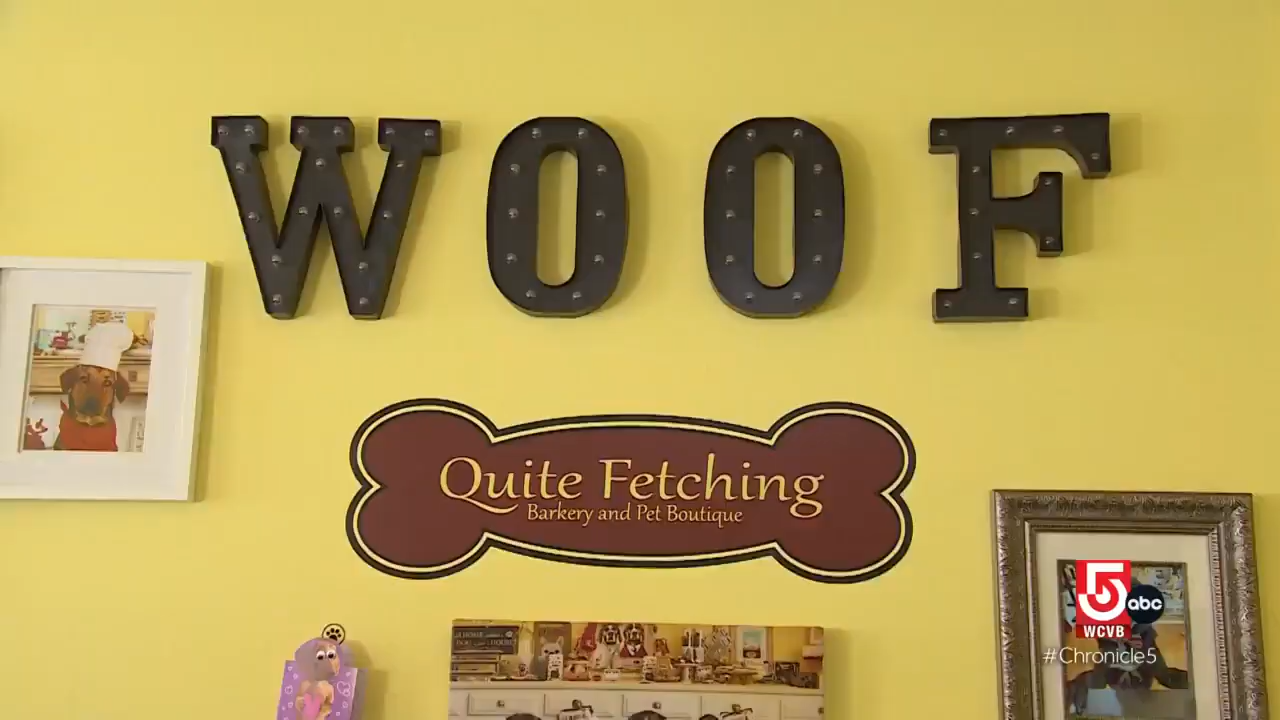 WOOF
Quite Fetching
Barkery and Pet Boutique
5
abc
WCVB
#Chronicle5